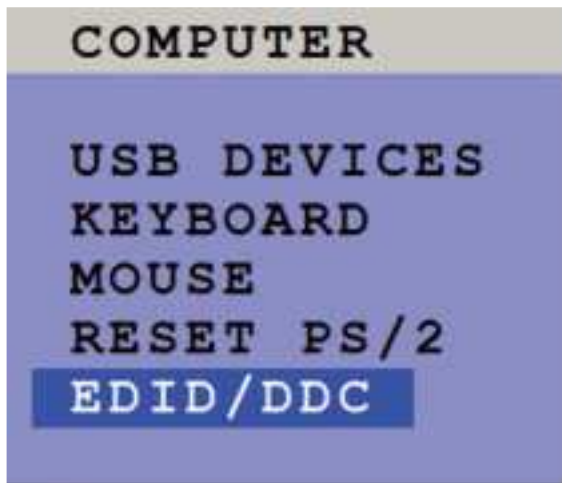 COMPUTER
USB DEVICES
KEYBOARD
MOUSE
RESET PS/2
EDID/DDC